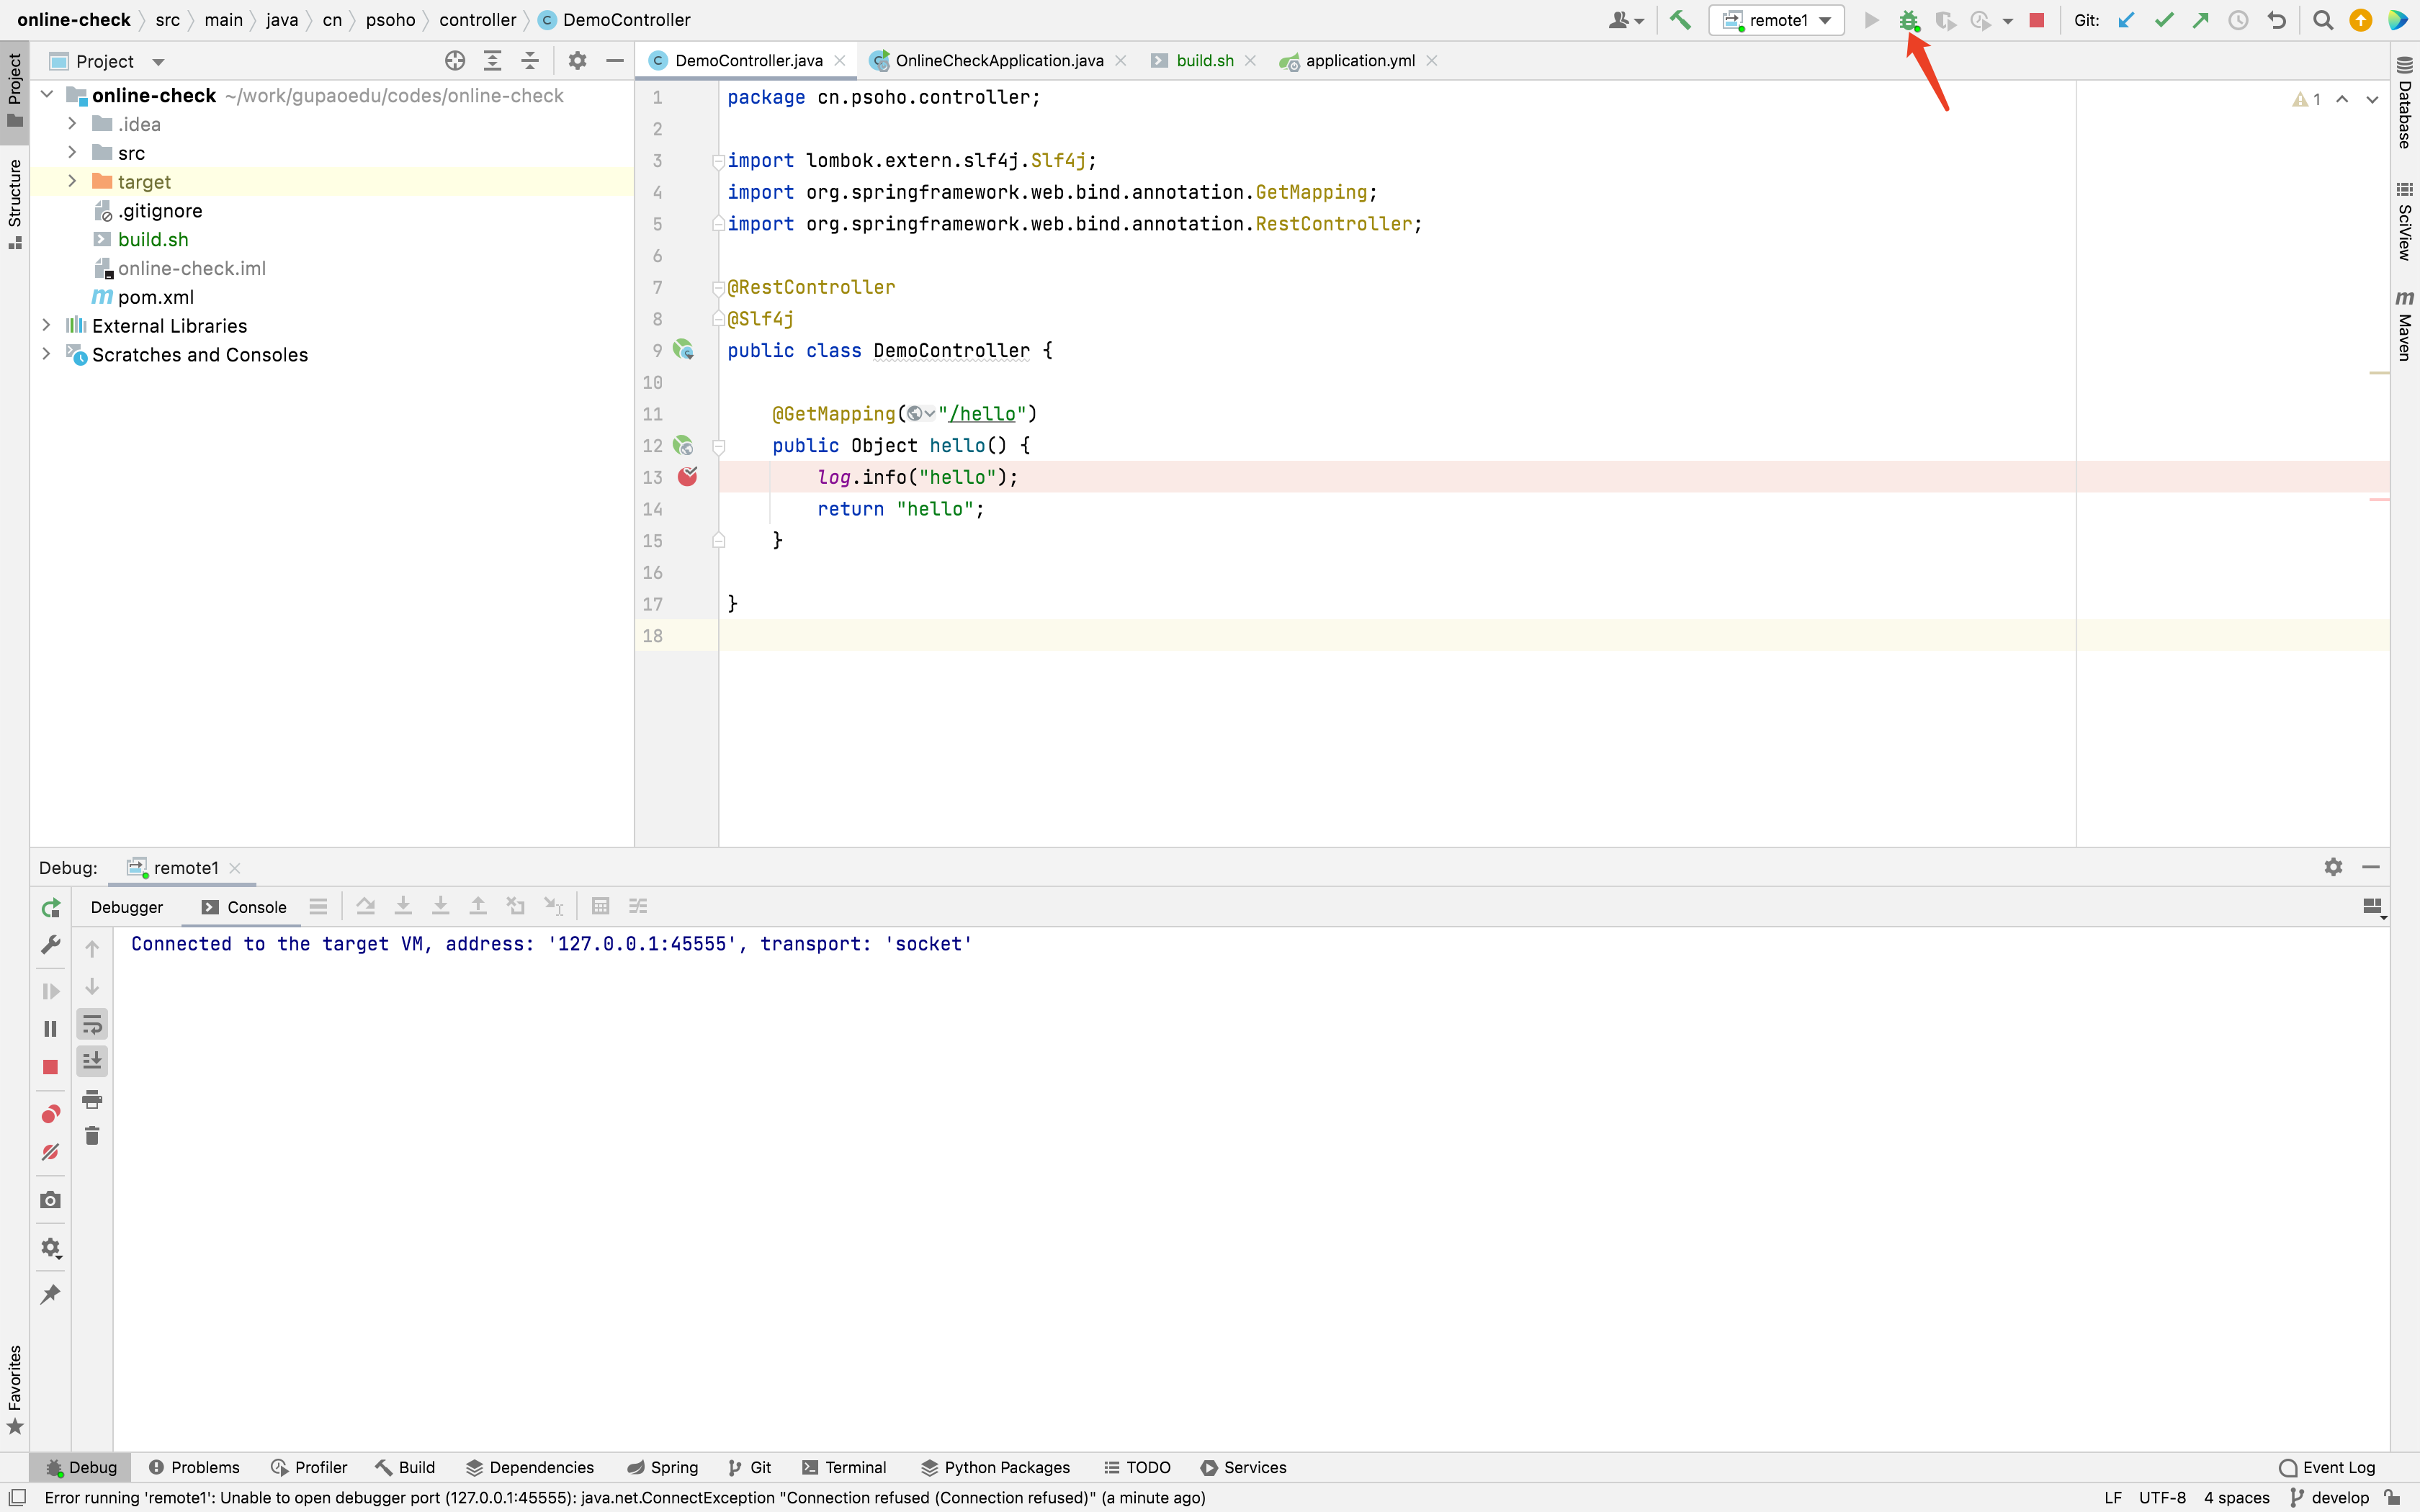 online-check src main java cn psoho controller C DemoController remote1 Git:
Project
DemoController.java OnlineCheckApplication.java build.sh application.yml
online-check ~/work/gupaoedu/codes/online-check
.idea
src
target
.gitignore
build.sh
online-check.iml
pom.xml
External Libraries
Scratches and Consoles
1 package cn.psoho.controller;
2
3 import lombok.extern.slf4j.Slf4j;
4 import org.springframework.web.bind.annotation.GetMapping;
5 import org.springframework.web.bind.annotation.RestController;
6
7 @RestController
8 @Slf4j
9 public class DemoController {
10
11 @GetMapping("/hello")
12 public Object hello() {
13 log.info("hello");
14 return "hello";
15 }
16
17 }
18
1
Project
Structure
Favorites
Database
SciView
Maven
Debug: remote1
Debugger Console
Connected to the target VM, address: '127.0.0.1:45555', transport: 'socket'
Debug Problems Profiler Build Dependencies Spring Git Terminal Python Packages TODO Services Event Log
Error running 'remote1': Unable to open debugger port (127.0.0.1:45555): java.net.ConnectException "Connection refused (Connection refused)" (a minute ago) LF UTF-8 4 spaces develop